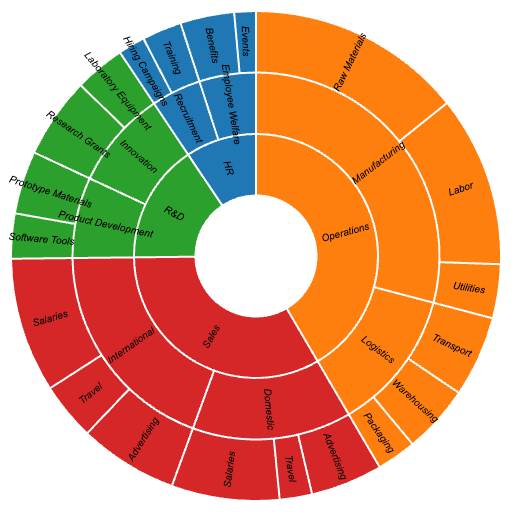 Events
Benefits
Training
Hiring Campaigns
Raw Materials
Laboratory Equipment
Employee Welfare
Recruitment
Research Grants
Innovation
Manufacturing
HR
Labor
Prototype Materials
R&D
Product Development
Software Tools
Operations
Utilities
Salaries
International
Sales
Logistics
Transport
Travel
Domestic
Warehousing
Advertising
Packaging
Salaries
Travel
Advertising